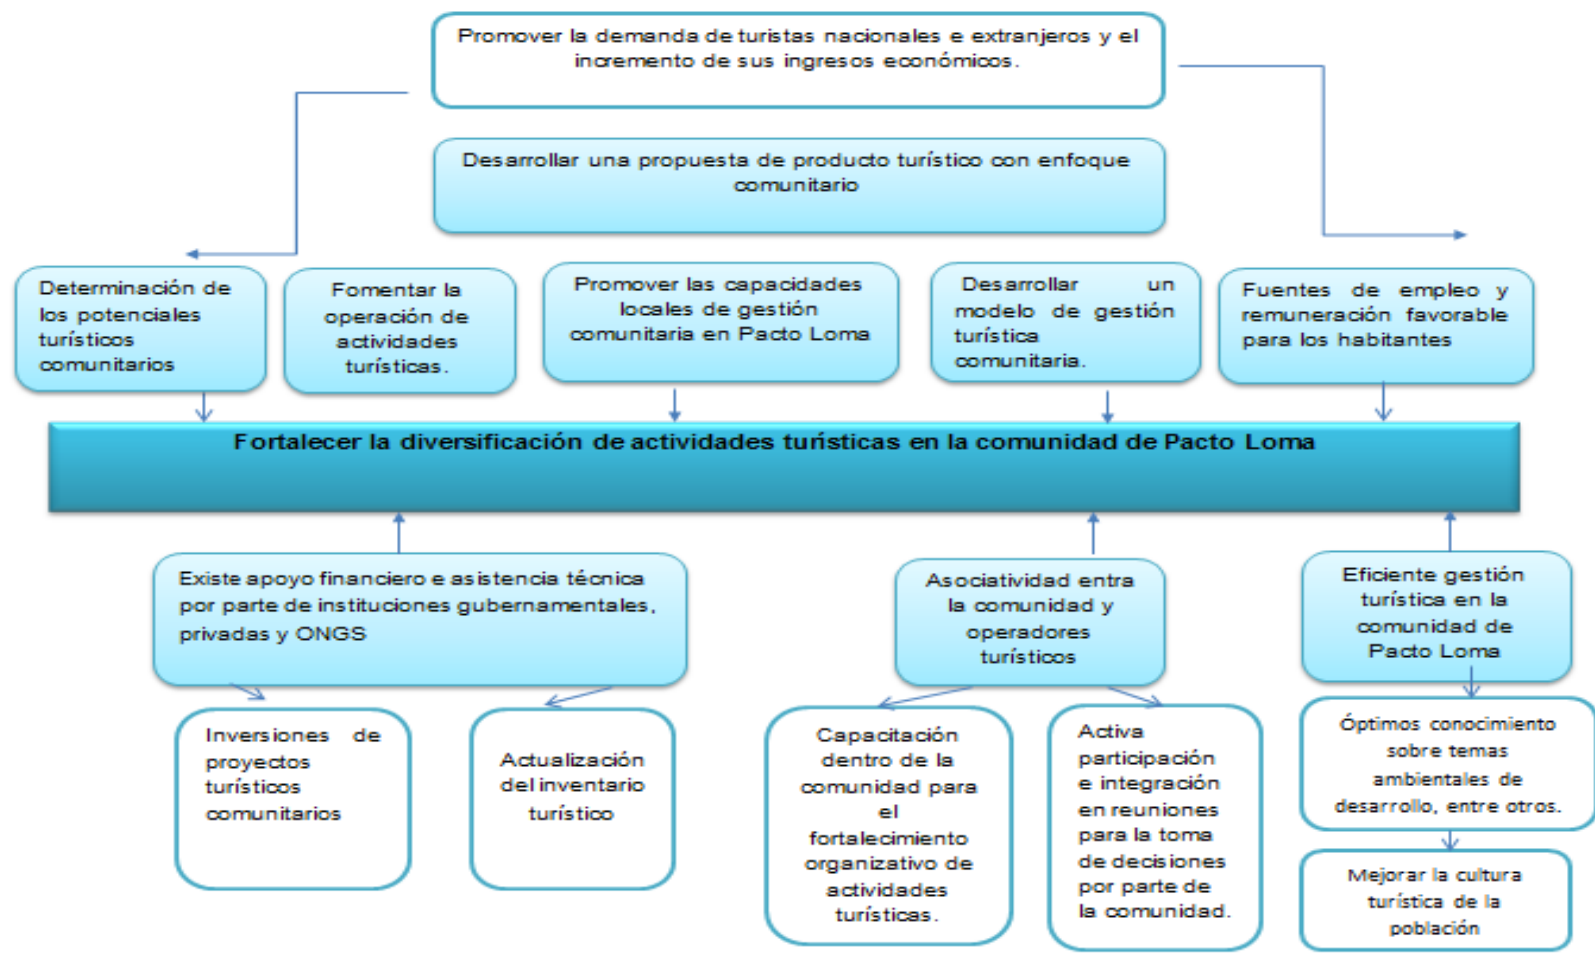 Promover la demanda de turistas nacionales e extranjeros y el
incremento de sus ingresos económicos.
Desarrollar una propuesta de producto turístico con enfoque
comunitario
Determinación de
los potenciales
turísticos
comunitarios
Fomentar la
operación de
actividades
turísticas.
Promover las capacidades
locales de gestión
comunitaria en Pacto Loma
Desarrollar un
modelo de gestión
turística
comunitaria.
Fuentes de empleo y
remuneración favorable
para los habitantes
Fortalecer la diversificación de actividades turísticas en la comunidad de Pacto Loma
Existe apoyo financiero e asistencia técnica
por parte de instituciones gubernamentales,
privadas y ONGS
Asociatividad entra
la comunidad y
operadores
turísticos
Eficiente gestión
turística en la
comunidad de
Pacto Loma
Inversiones de
proyectos
turísticos
comunitarios
Actualización
del inventario
turístico
Capacitación
dentro de la
comunidad para
el
fortalecimiento
organizativo de
actividades
turísticas.
Activa
participación
e integración
en reuniones
para la toma
de decisiones
por parte de
la comunidad.
Óptimos conocimiento
sobre temas
ambientales de
desarrollo, entre otros.
Mejorar la cultura
turística de la
población